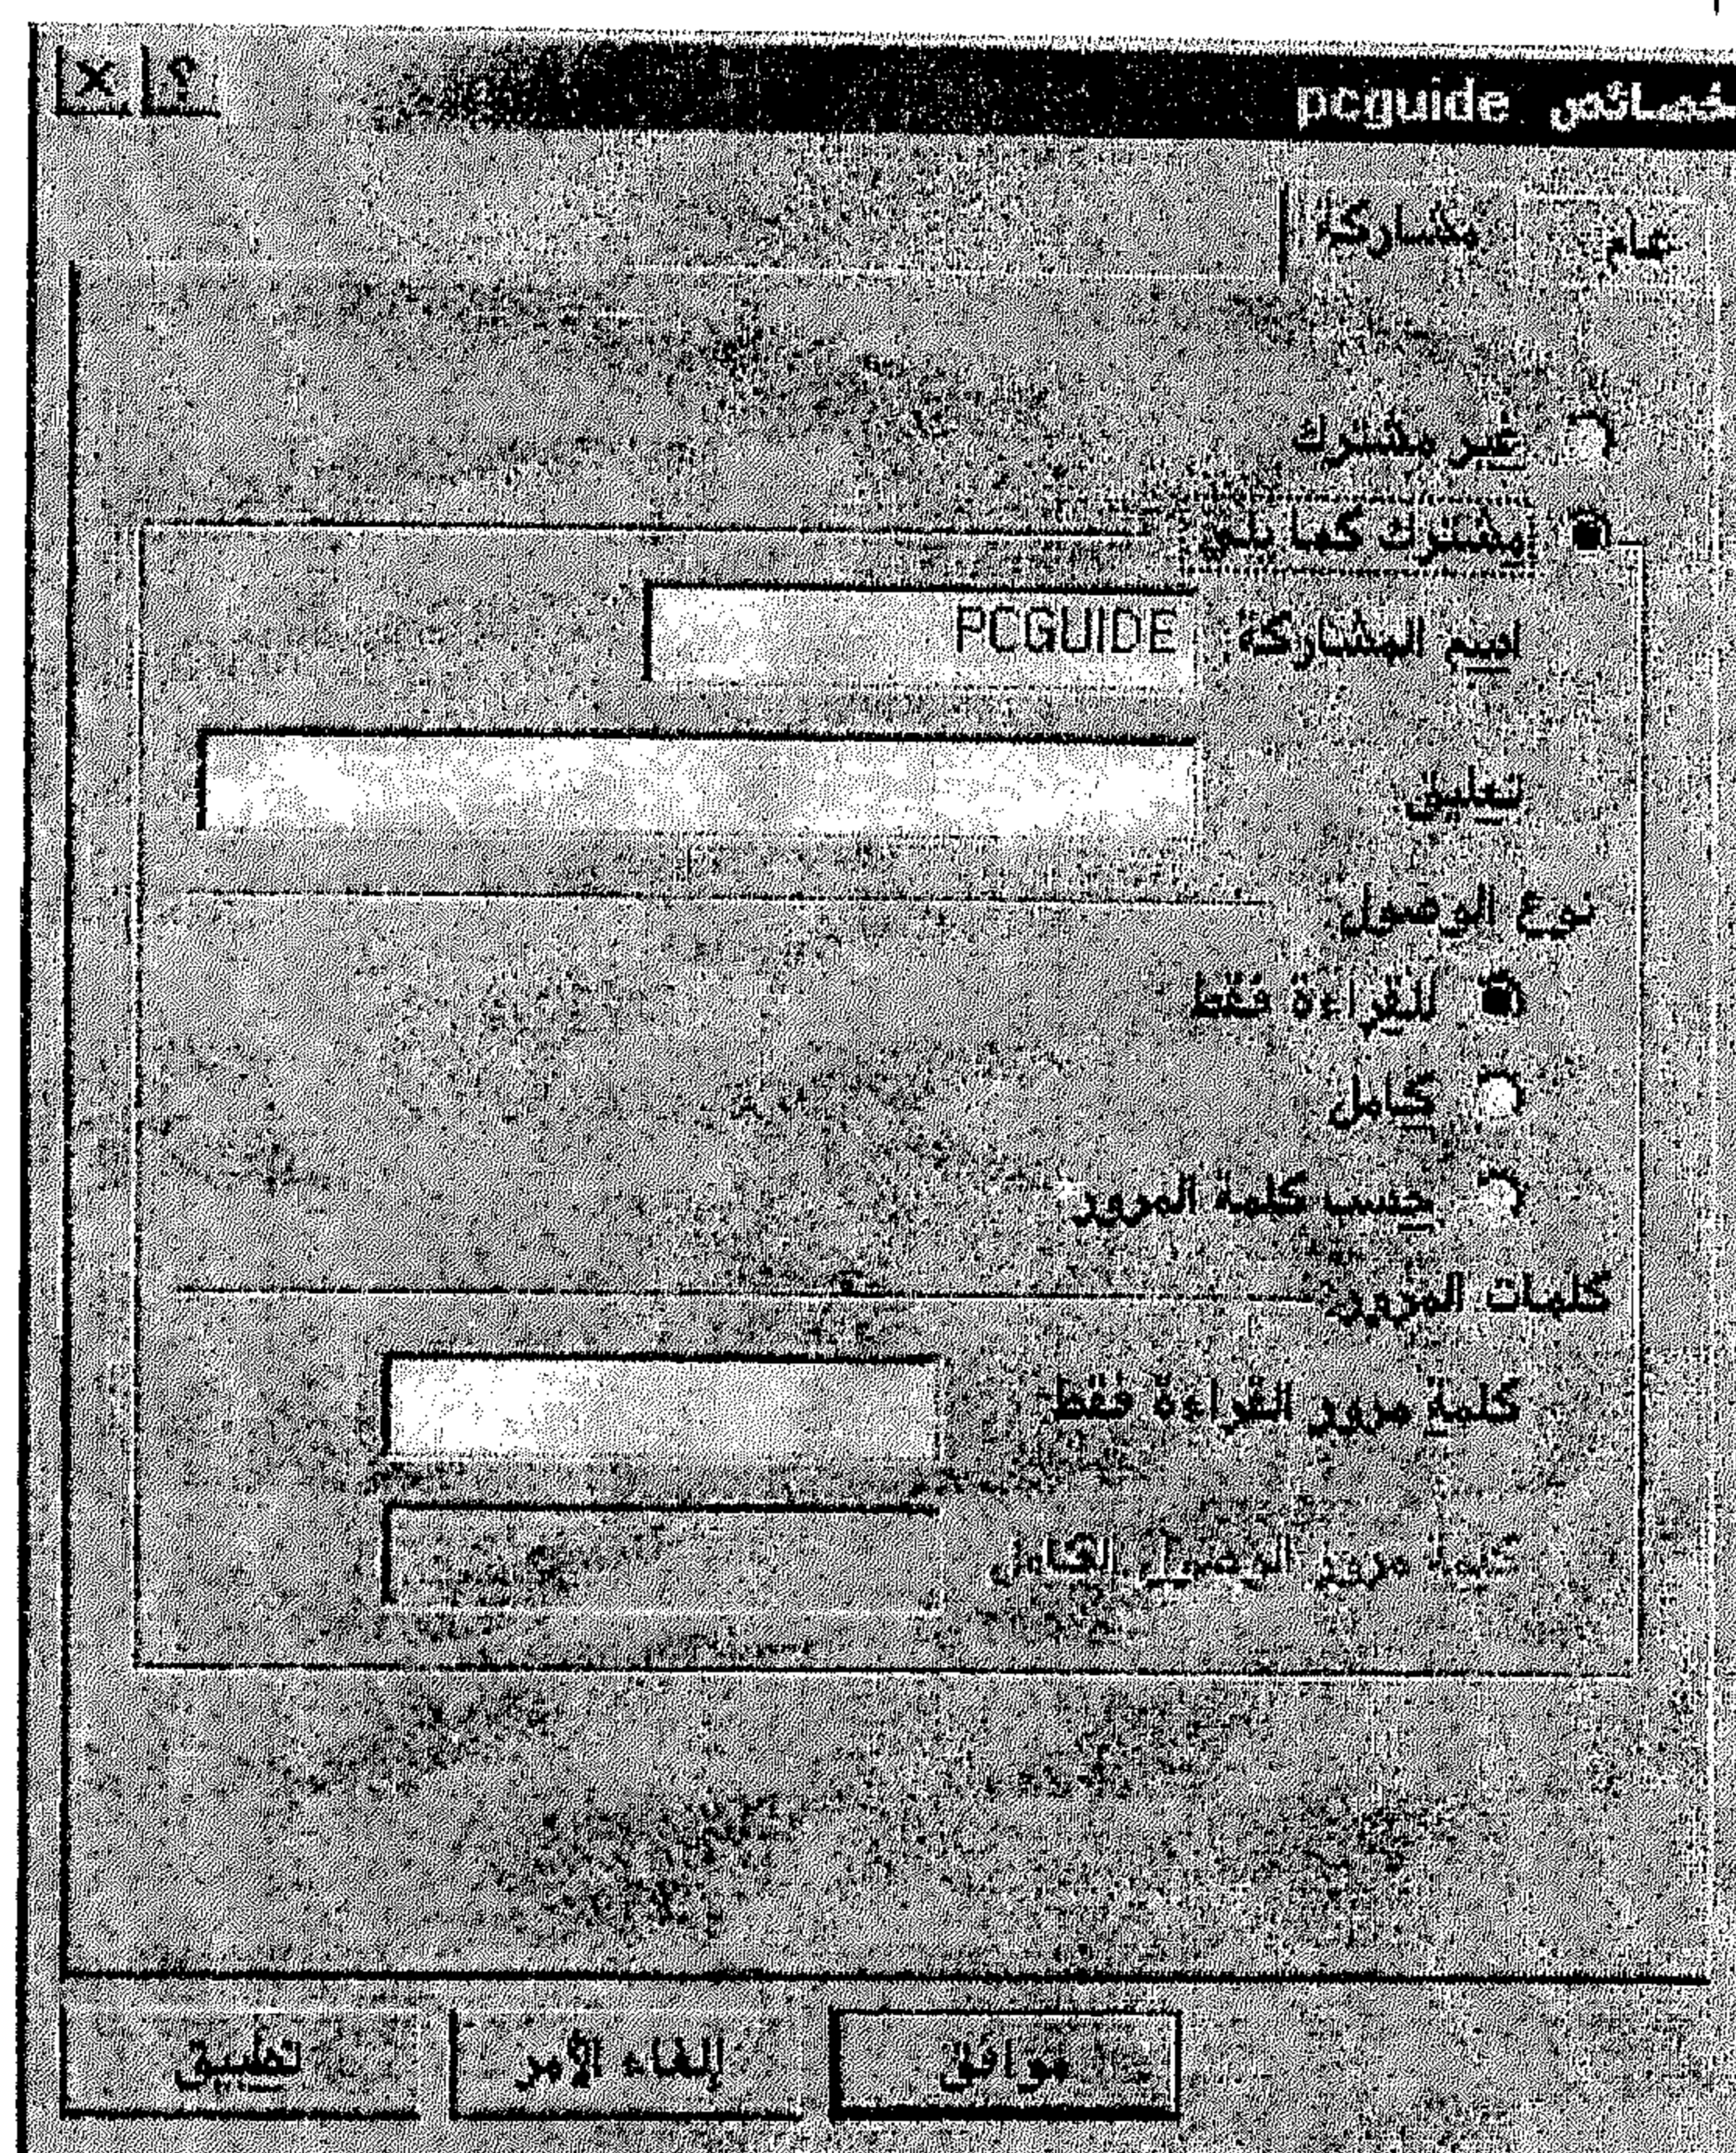 خصائص pcguide ؟ X
عام مشاركة
غير مشترك
مشترك كما يلي
اسم المشاركة: PCGUIDE
تعليق
نوع الوصول
للقراءة فقط
كامل
حسب كلمة المرور
كلمات المرور:
كلمة مرور القراءة فقط
كلمة مرور الوصول الكامل
موافق إلغاء الأمر تطبيق